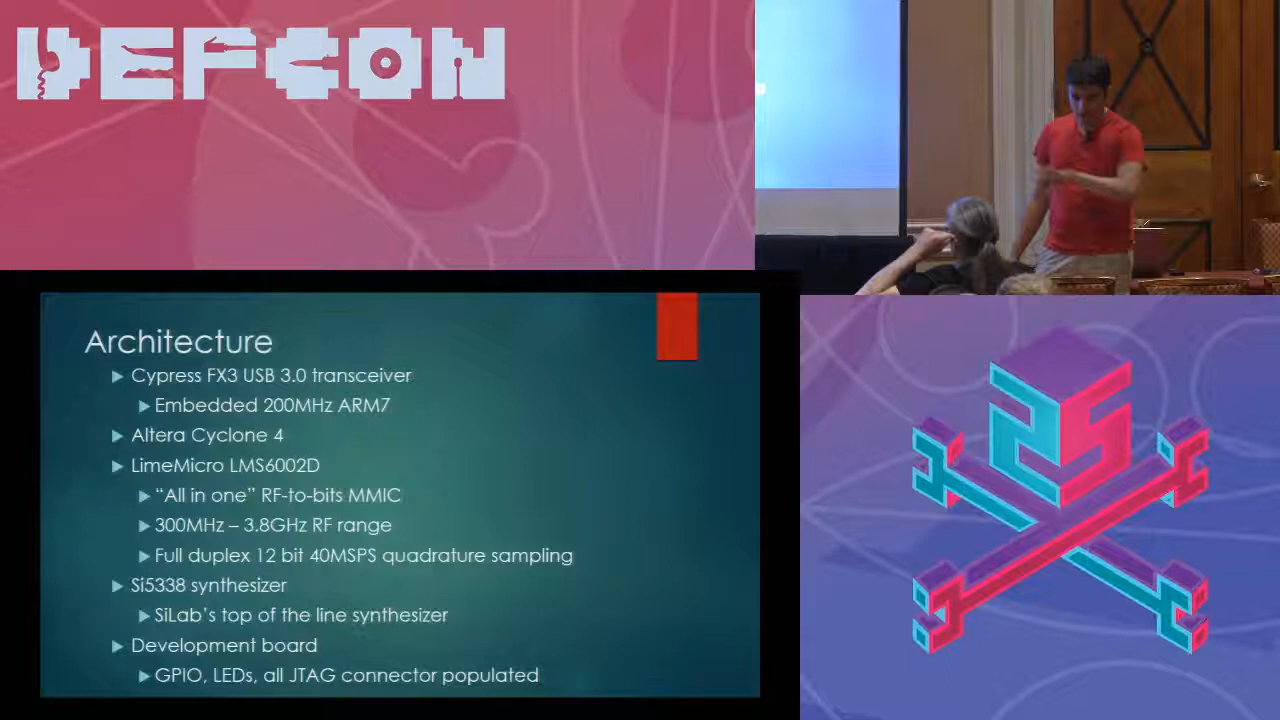 DEFCON
Architecture
Cypress FX3 USB 3.0 transceiver
Embedded 200MHz ARM7
Altera Cyclone 4
LimeMicro LMS6002D
“All in one” RF-to-bits MMIC
300MHz – 3.8GHz RF range
Full duplex 12 bit 40MSPS quadrature sampling
Si5338 synthesizer
SiLab’s top of the line synthesizer
Development board
GPIO, LEDs, all JTAG connector populated
25